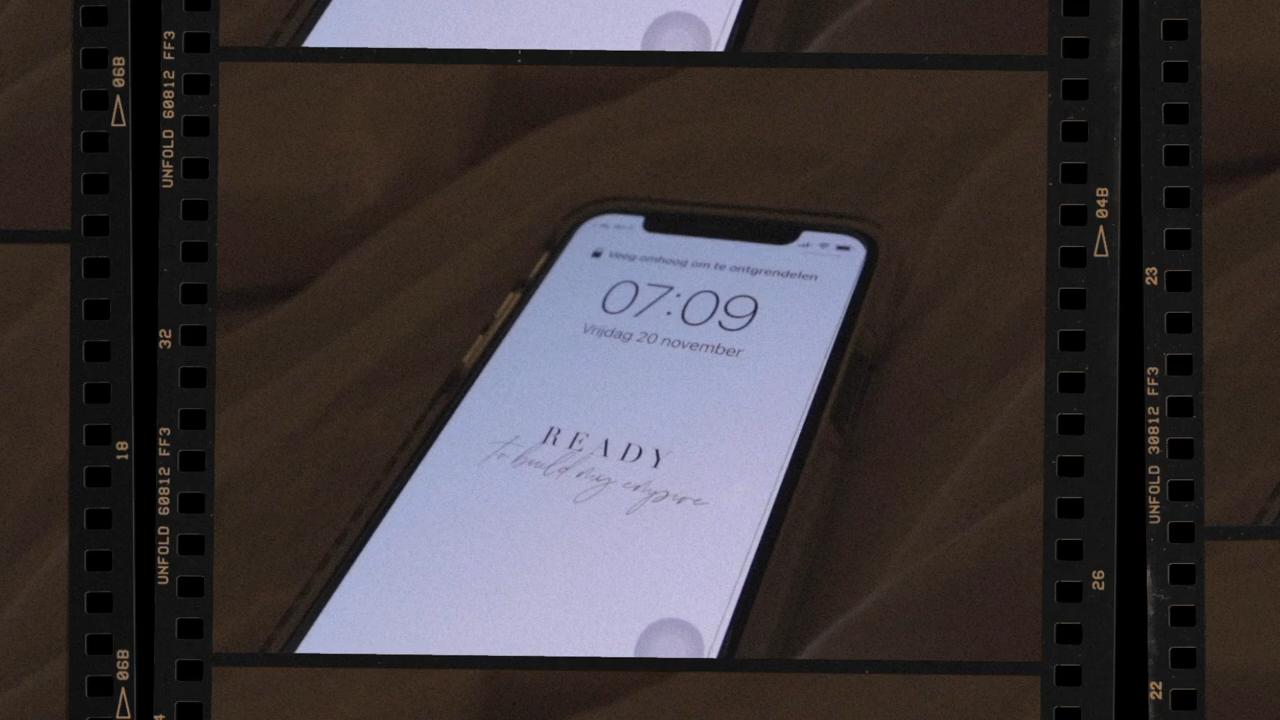 Veeg omhoog om te ontgrendelen
07:09
Vrijdag 20 november
READY
to build my empire
06B
UNFOLD 60812 FF3
32
18
UNFOLD 60812 FF3
06B
04B
23
UNFOLD 30812 FF3
26
22